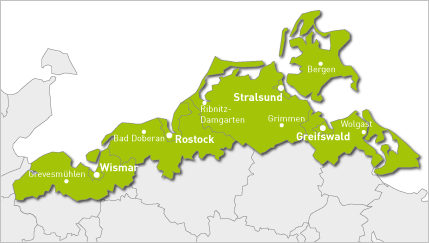 Bergen
Stralsund
Ribnitz-
Damgarten
Grimmen
Wolgast
Greifswald
Bad Doberan
Rostock
Wismar
Grevesmühlen